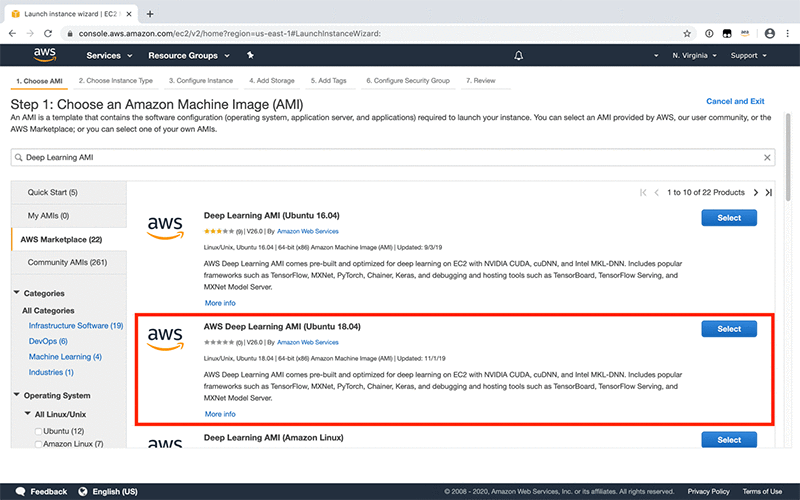 Launch instance wizard | EC2 M
console.aws.amazon.com/ec2/v2/home?region=us-east-1#LaunchInstanceWizard:
aws
Services
Resource Groups
N. Virginia
Support
1. Choose AMI
2. Choose Instance Type
3. Configure Instance
4. Add Storage
5. Add Tags
6. Configure Security Group
7. Review
Step 1: Choose an Amazon Machine Image (AMI)
Cancel and Exit
An AMI is a template that contains the software configuration (operating system, application server, and applications) required to launch your instance. You can select an AMI provided by AWS, our user community, or the
AWS Marketplace; or you can select one of your own AMIs.
Deep Learning AMI
Quick Start (5)
My AMIs (0)
AWS Marketplace (22)
Community AMIs (261)
Categories
All Categories
Infrastructure Software (19)
DevOps (6)
Machine Learning (4)
Industries (1)
Operating System
All Linux/Unix
Ubuntu (12)
Amazon Linux (7)
1 to 10 of 22 Products
aws
Deep Learning AMI (Ubuntu 16.04)
Select
(9) | V26.0 | By Amazon Web Services
Linux/Unix, Ubuntu 16.04 | 64-bit (x86) Amazon Machine Image (AMI) | Updated: 9/3/19
AWS Deep Learning AMI comes pre-built and optimized for deep learning on EC2 with NVIDIA CUDA, cuDNN, and Intel MKL-DNN. Includes popular
frameworks such as TensorFlow, MXNet, PyTorch, Chainer, Keras, and debugging and hosting tools such as TensorBoard, TensorFlow Serving, and
MXNet Model Server.
More info
aws
AWS Deep Learning AMI (Ubuntu 18.04)
Select
(0) | V26.0 | By Amazon Web Services
Linux/Unix, Ubuntu 18.04 | 64-bit (x86) Amazon Machine Image (AMI) | Updated: 11/1/19
AWS Deep Learning AMI comes pre-built and optimized for deep learning on EC2 with NVIDIA CUDA, cuDNN, and Intel MKL-DNN. Includes popular
frameworks such as TensorFlow, MXNet, PyTorch, Chainer, Keras, and debugging and hosting tools such as TensorBoard, TensorFlow Serving, and
MXNet Model Server.
More info
aws
Deep Learning AMI (Amazon Linux)
Select
Feedback
English (US)
© 2008 - 2020, Amazon Web Services, Inc. or its affiliates. All rights reserved.
Privacy Policy
Terms of Use